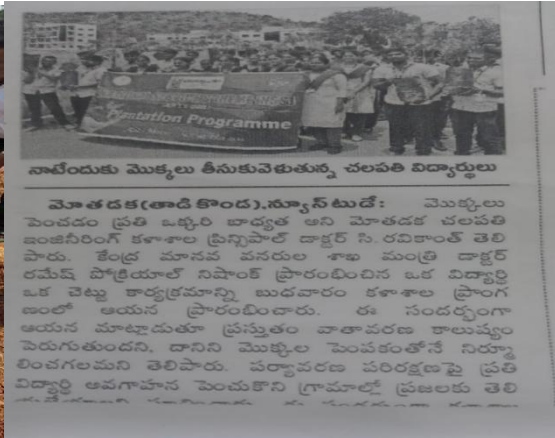 Plantation Programme
నాటేందుకు మొక్కలు తీసుకువెళుతున్న చలపతి విద్యార్థులు
మోతడక(తాడికొండ),న్యూస్‌టుడే: మొక్కలు
పెంచడం ప్రతి ఒక్కరి బాధ్యత అని మోతడక చలపతి
ఇంజినీరింగ్ కళాశాల ప్రిన్సిపాల్ డాక్టర్ సి. రవికాంత్ తెలి
పారు. కేంద్ర మానవ వనరుల శాఖ మంత్రి డాక్టర్
రమేష్ పోక్రియాల్ నిషాంక్ ప్రారంభించిన ఒక విద్యార్థి
ఒక చెట్టు కార్యక్రమాన్ని బుధవారం కళాశాల ప్రాంగ
ణంలో ఆయన ప్రారంభించారు. ఈ సందర్భంగా
ఆయన మాట్లాడుతూ ప్రస్తుతం వాతావరణ కాలుష్యం
పెరుగుతుందని, దానిని మొక్కల పెంపకంతోనే నిర్మూ
లించగలమని తెలిపారు. పర్యావరణ పరిరక్షణపై ప్రతి
విద్యార్థి అవగాహన పెంచుకొని గ్రామాల్లో ప్రజలకు తెలి